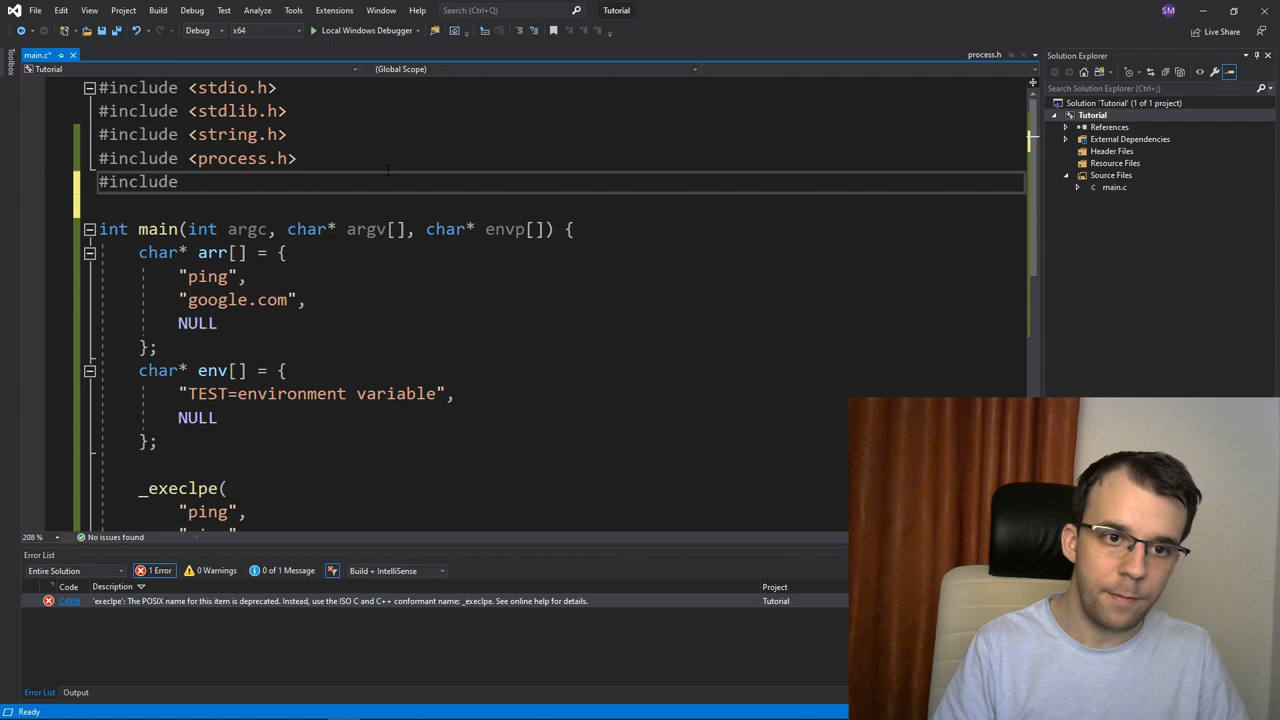 File Edit View Project Build Debug Test Analyze Tools Extensions Window Help Search (Ctrl+Q) Tutorial SM
Debug x64 Local Windows Debugger Live Share
Toolbox
main.c* process.h Solution Explorer
Tutorial (Global Scope)
Search Solution Explorer (Ctrl+;)
Solution 'Tutorial' (1 of 1 project)
Tutorial
References
External Dependencies
Header Files
Resource Files
Source Files
main.c
#include <stdio.h>
#include <stdlib.h>
#include <string.h>
#include <process.h>
#include
int main(int argc, char* argv[], char* envp[]) {
char* arr[] = {
"ping",
"google.com",
NULL
};
char* env[] = {
"TEST=environment variable",
NULL
};
_execlpe(
"ping",
208 % No issues found
Error List
Entire Solution 1 Error 0 Warnings 0 of 1 Message Build + IntelliSense
Code Description Project
C4996 'execlpe': The POSIX name for this item is deprecated. Instead, use the ISO C and C++ conformant name: _execlpe. See online help for details. Tutorial
Error List Output
Ready